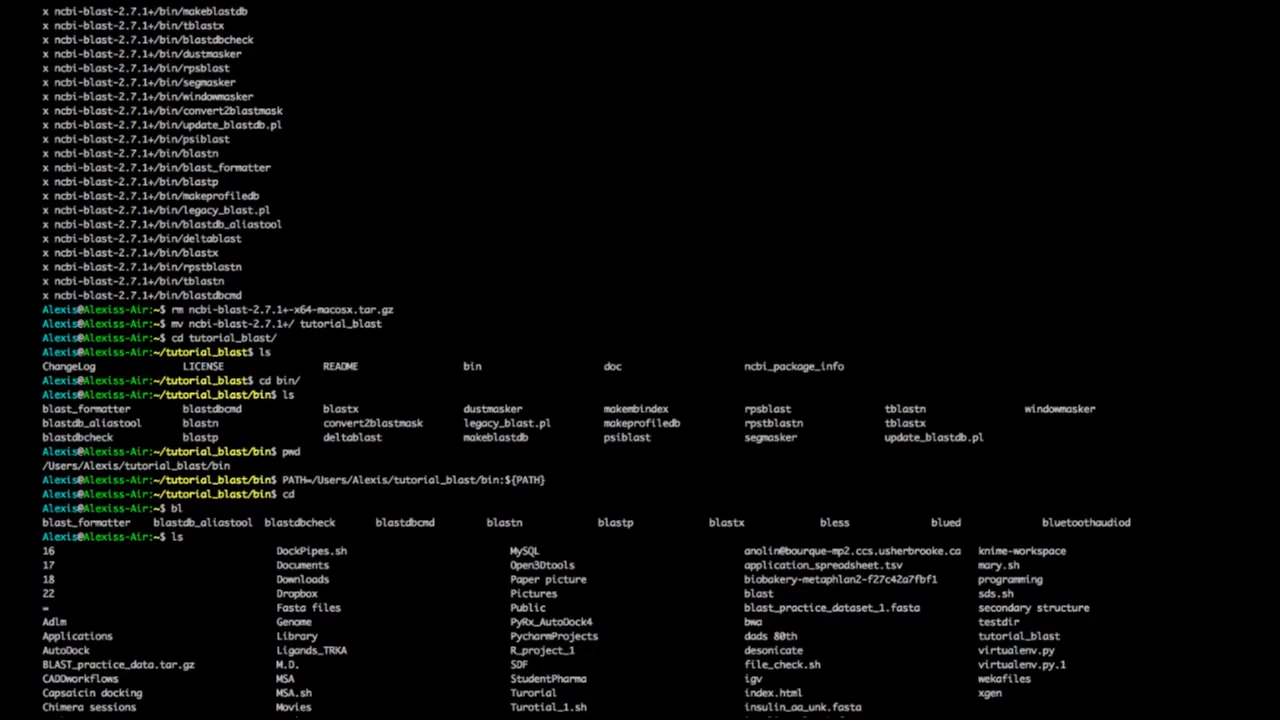 x ncbi-blast-2.7.1+/bin/makeblastdb
x ncbi-blast-2.7.1+/bin/tblastx
x ncbi-blast-2.7.1+/bin/blastdbcheck
x ncbi-blast-2.7.1+/bin/dustmasker
x ncbi-blast-2.7.1+/bin/rpsblast
x ncbi-blast-2.7.1+/bin/segmasker
x ncbi-blast-2.7.1+/bin/windowmasker
x ncbi-blast-2.7.1+/bin/convert2blastmask
x ncbi-blast-2.7.1+/bin/update_blastdb.pl
x ncbi-blast-2.7.1+/bin/psiblast
x ncbi-blast-2.7.1+/bin/blastn
x ncbi-blast-2.7.1+/bin/blast_formatter
x ncbi-blast-2.7.1+/bin/blastp
x ncbi-blast-2.7.1+/bin/makeprofiledb
x ncbi-blast-2.7.1+/bin/legacy_blast.pl
x ncbi-blast-2.7.1+/bin/blastdb_aliastool
x ncbi-blast-2.7.1+/bin/deltablast
x ncbi-blast-2.7.1+/bin/blastx
x ncbi-blast-2.7.1+/bin/rpstblastn
x ncbi-blast-2.7.1+/bin/tblastn
x ncbi-blast-2.7.1+/bin/blastdbcmd
Alexis@Alexiss-Air:~$ rm ncbi-blast-2.7.1+-x64-macosx.tar.gz
Alexis@Alexiss-Air:~$ mv ncbi-blast-2.7.1+/ tutorial_blast
Alexis@Alexiss-Air:~$ cd tutorial_blast/
Alexis@Alexiss-Air:~/tutorial_blast$ ls
ChangeLog LICENSE README bin doc ncbi_package_info
Alexis@Alexiss-Air:~/tutorial_blast$ cd bin/
Alexis@Alexiss-Air:~/tutorial_blast/bin$ ls
blast_formatter blastdbcmd blastx dustmasker makembindex rpsblast tblastn windowmasker
blastdb_aliastool blastn convert2blastmask legacy_blast.pl makeprofiledb rpstblastn tblastx
blastdbcheck blastp deltablast makeblastdb psiblast segmasker update_blastdb.pl
Alexis@Alexiss-Air:~/tutorial_blast/bin$ pwd
/Users/Alexis/tutorial_blast/bin
Alexis@Alexiss-Air:~/tutorial_blast/bin$ PATH=/Users/Alexis/tutorial_blast/bin:${PATH}
Alexis@Alexiss-Air:~/tutorial_blast/bin$ cd
Alexis@Alexiss-Air:~$ bl
blast_formatter blastdb_aliastool blastdbcheck blastdbcmd blastn blastp blastx bless blued bluetoothaudiod
Alexis@Alexiss-Air:~$ ls
16 DockPipes.sh MySQL anolin@bourque-mp2.ccs.usherbrooke.ca knime-workspace
17 Documents Open3Dtools application_spreadsheet.tsv mary.sh
18 Downloads Paper picture biobakery-metaphlan2-f27c42a7fbf1 programming
22 Dropbox Pictures blast sds.sh
= Fasta files Public blast_practice_dataset_1.fasta secondary structure
Adlm Genome PyRx_AutoDock4 bwa testdir
Applications Library PycharmProjects dads 80th tutorial_blast
AutoDock Ligands_TRKA R_project_1 desonicate virtualenv.py
BLAST_practice_data.tar.gz M.D. SDF file_check.sh virtualenv.py.1
CADDworkflows MSA StudentPharma igv wekafiles
Capsaicin docking MSA.sh Turorial index.html xgen
Chimera sessions Movies Turotial_1.sh insulin_aa_unk.fasta